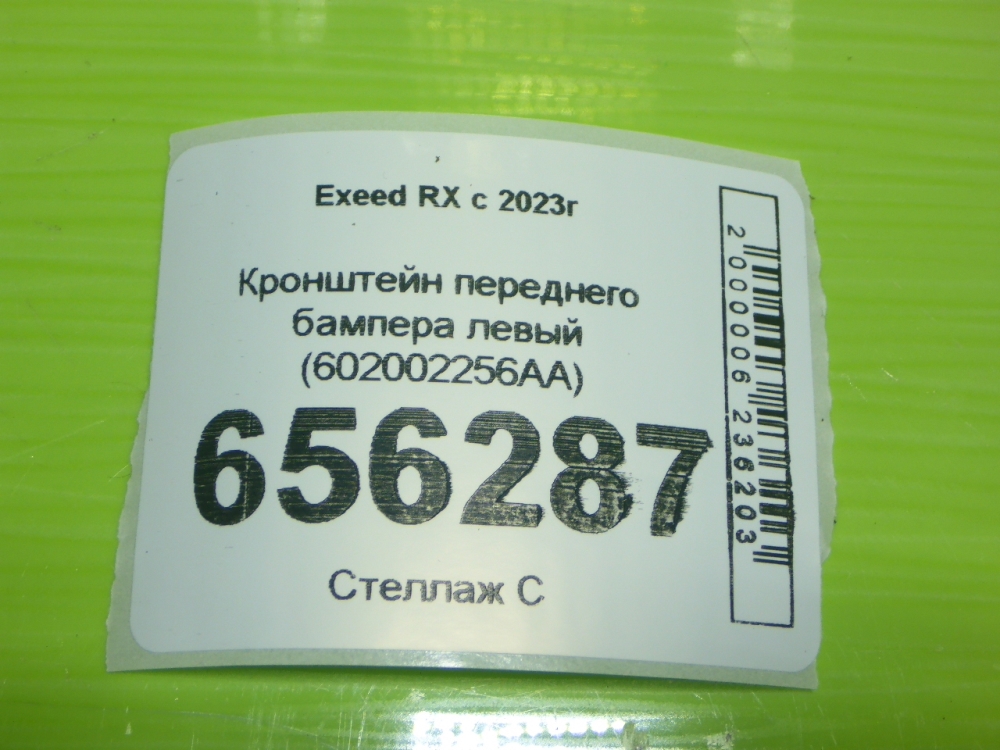 Exeed RX с 2023г
Кронштейн переднего
бампера левый
(602002256AA)
656287
Стеллаж С
2000006236203